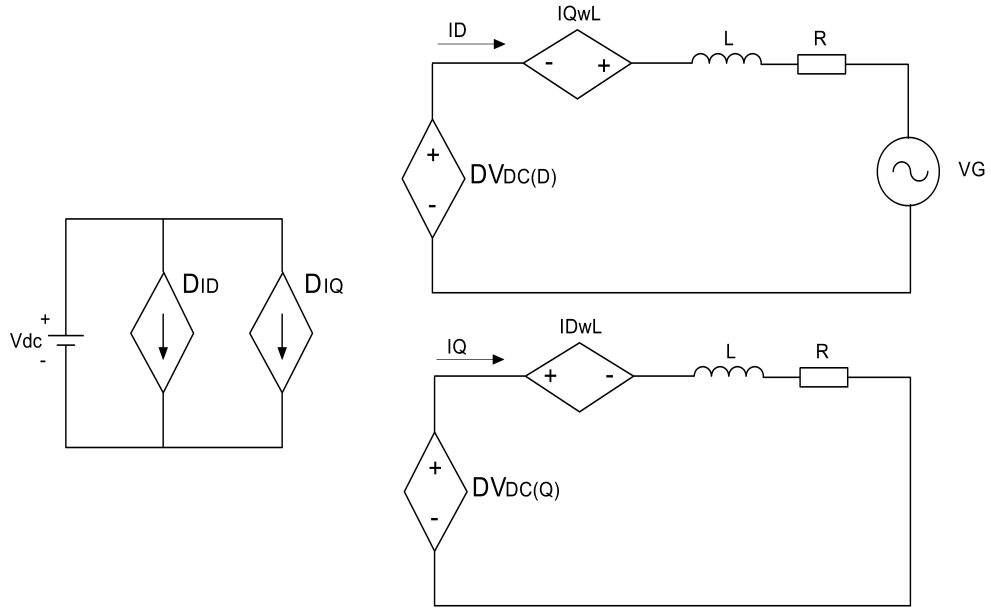 IQwL
ID
L
R
- +
+
DVDC(D)
-
VG
DID
DIQ
+
Vdc
-
IDwL
IQ
L
R
+ -
+
DVDC(Q)
-